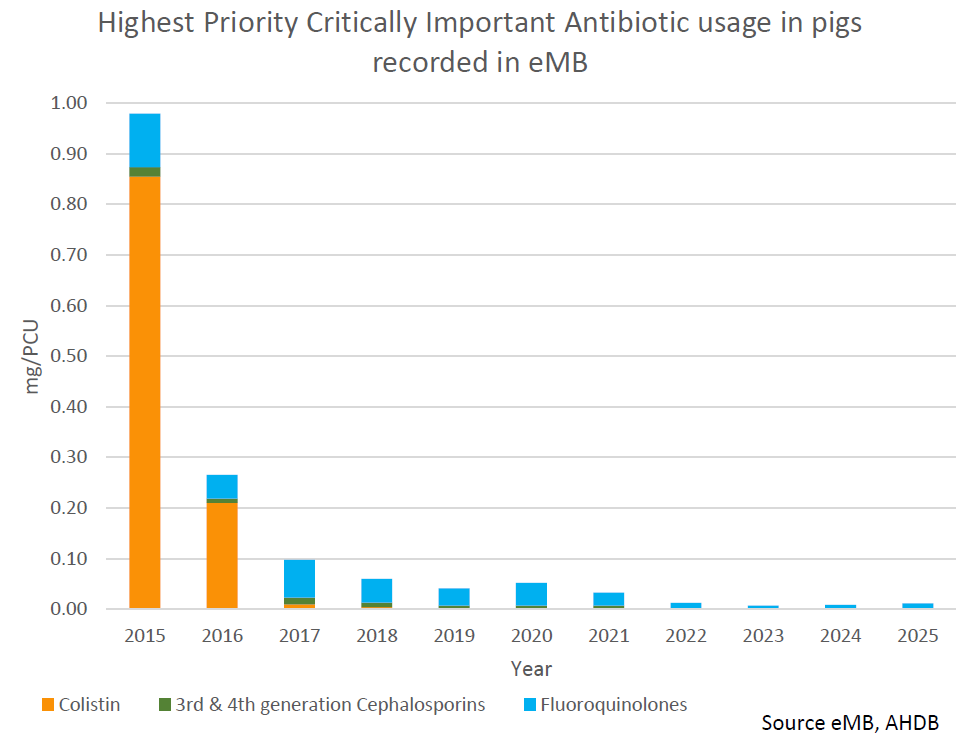 Highest Priority Critically Important Antibiotic usage in pigs
recorded in eMB
1.00
0.90
0.80
0.70
0.60
0.50
0.40
0.30
0.20
0.10
0.00
mg/PCU
2015 2016 2017 2018 2019 2020 2021 2022 2023 2024 2025
Year
Colistin 3rd & 4th generation Cephalosporins Fluoroquinolones
Source eMB, AHDB